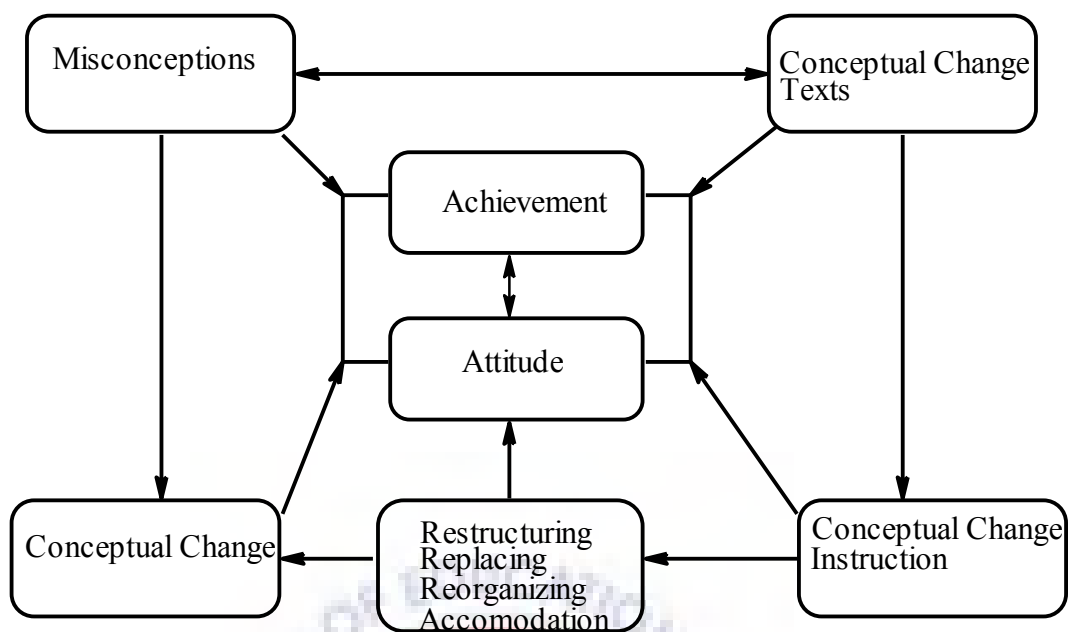 Misconceptions
Conceptual Change
Texts
Achievement
Attitude
Conceptual Change
Restructuring
Replacing
Reorganizing
Accomodation
Conceptual Change
Instruction